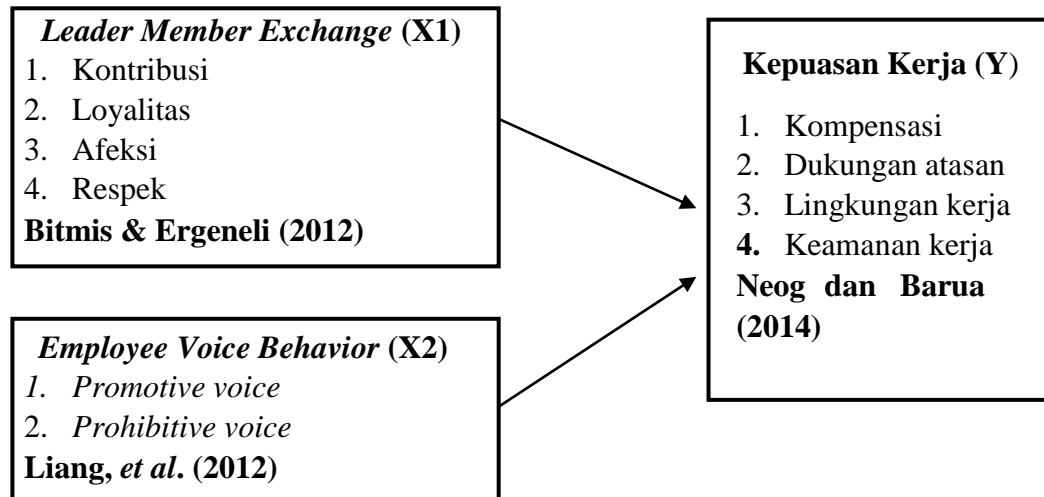 Leader Member Exchange (X1)
1. Kontribusi
2. Loyalitas
3. Afeksi
4. Respek
Bitmis & Ergeneli (2012)
Employee Voice Behavior (X2)
1. Promotive voice
2. Prohibitive voice
Liang, et al. (2012)
Kepuasan Kerja (Y)
1. Kompensasi
2. Dukungan atasan
3. Lingkungan kerja
4. Keamanan kerja
Neog dan Barua
(2014)